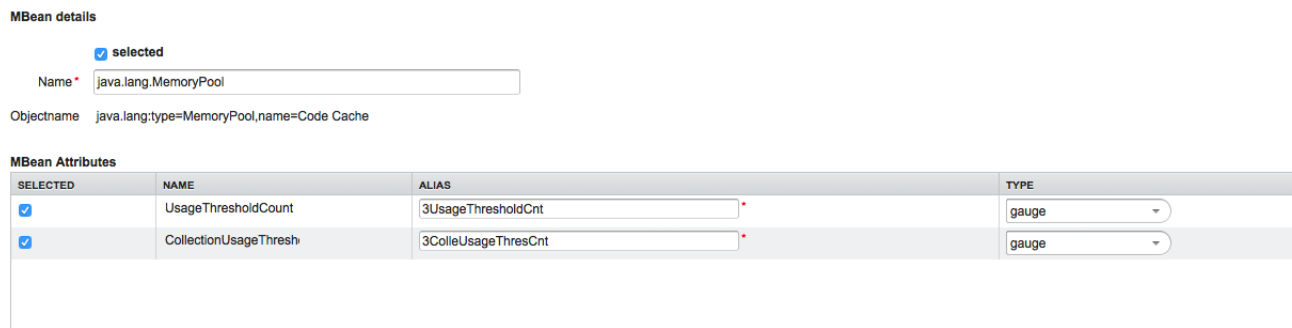 MBean details
selected
Name * java.lang.MemoryPool
Objectname java.lang:type=MemoryPool,name=Code Cache
MBean Attributes
SELECTED NAME ALIAS TYPE
UsageThresholdCount 3UsageThresholdCnt * gauge
CollectionUsageThresh 3ColleUsageThresCnt * gauge